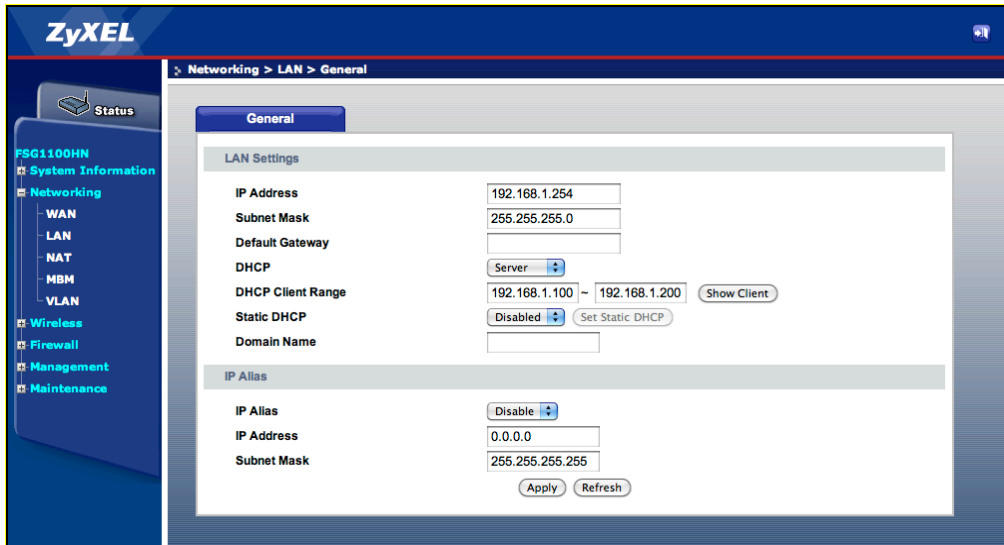 ZyXEL
Networking > LAN > General
Status
FSG1100HN
System Information
Networking
WAN
LAN
NAT
MBM
VLAN
Wireless
Firewall
Management
Maintenance
General
LAN Settings
IP Address 192.168.1.254
Subnet Mask 255.255.255.0
Default Gateway
DHCP Server
DHCP Client Range 192.168.1.100 ~ 192.168.1.200 Show Client
Static DHCP Disabled Set Static DHCP
Domain Name
IP Alias
IP Alias Disable
IP Address 0.0.0.0
Subnet Mask 255.255.255.255
Apply Refresh